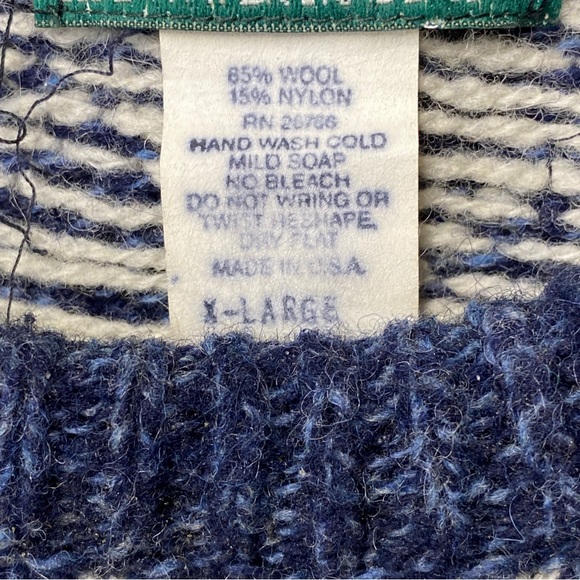 85% WOOL
15% NYLON
RN 26766
HAND WASH COLD
MILD SOAP
NO BLEACH
DO NOT WRING OR
TWIST RESHAPE,
DRY FLAT
MADE IN U.S.A.
X-LARGE